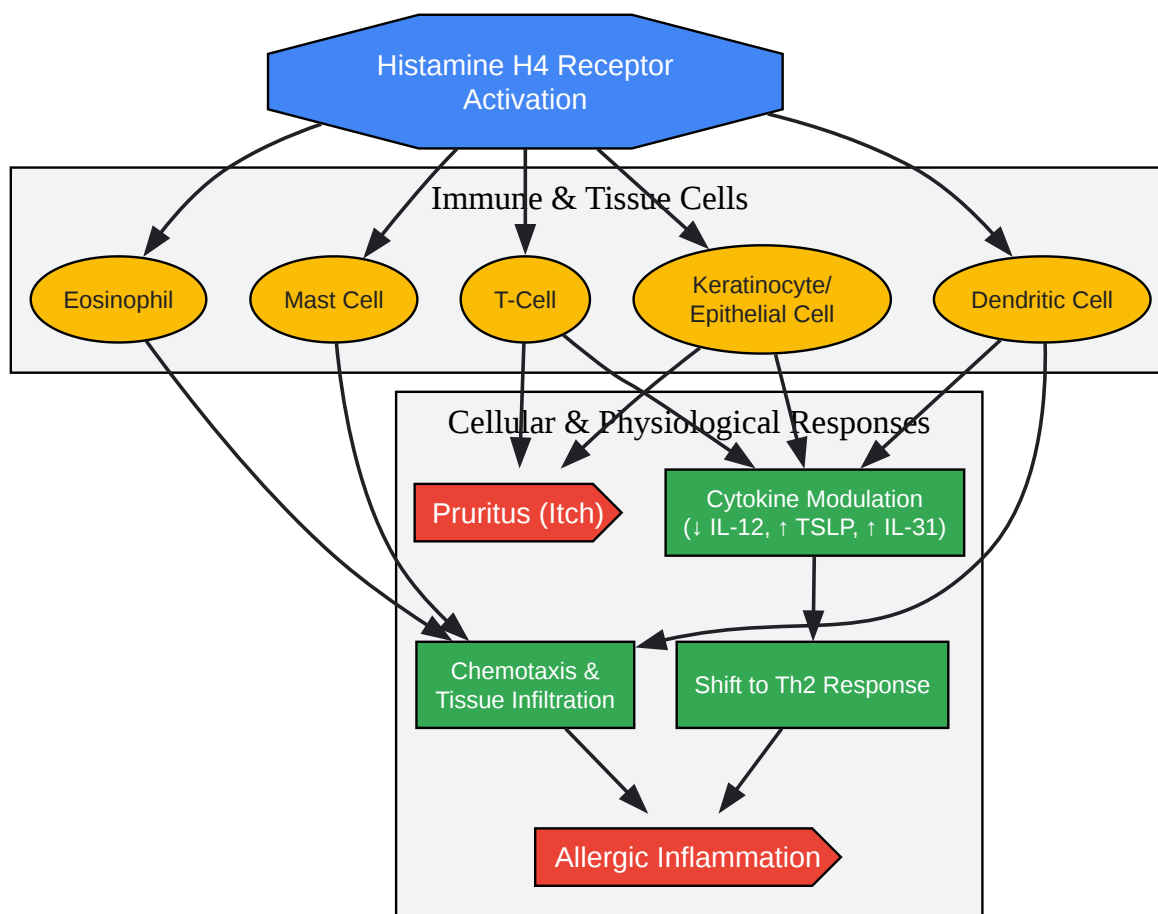 Histamine H4 Receptor
Activation
Immune & Tissue Cells
Eosinophil
Mast Cell
T-Cell
Keratinocyte/
Epithelial Cell
Dendritic Cell
Cellular & Physiological Responses
Pruritus (Itch)
Cytokine Modulation
(↓ IL-12, ↑ TSLP, ↑ IL-31)
Chemotaxis &
Tissue Infiltration
Shift to Th2 Response
Allergic Inflammation